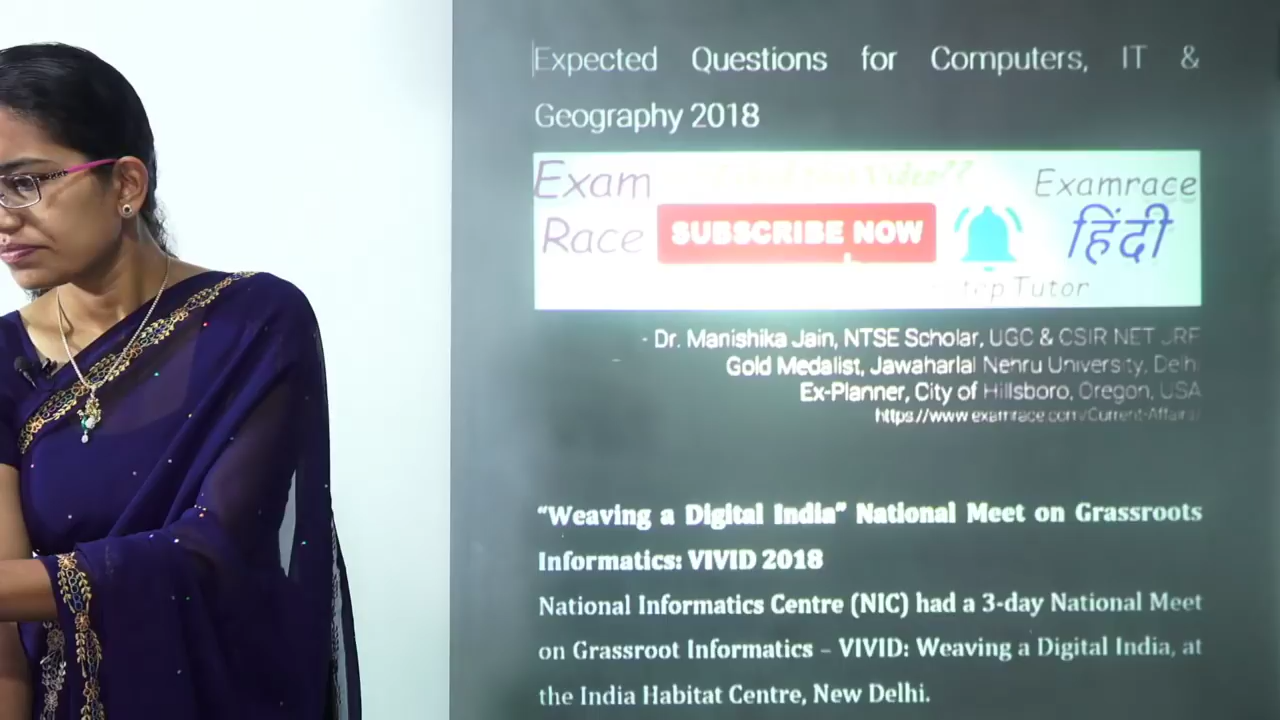 Expected Questions for Computers, IT &
Geography 2018
Exam
Race
SUBSCRIBE NOW
Examrace
हिंदी
Tutor
- Dr. Manishika Jain, NTSE Scholar, UGC & CSIR NET JRF
Gold Medalist, Jawaharlal Nehru University, Delhi
Ex-Planner, City of Hillsboro, Oregon, USA
https://www.examrace.com/Current-Affairs/
“Weaving a Digital India” National Meet on Grassroots
Informatics: VIVID 2018
National Informatics Centre (NIC) had a 3-day National Meet
on Grassroot Informatics – VIVID: Weaving a Digital India, at
the India Habitat Centre, New Delhi.